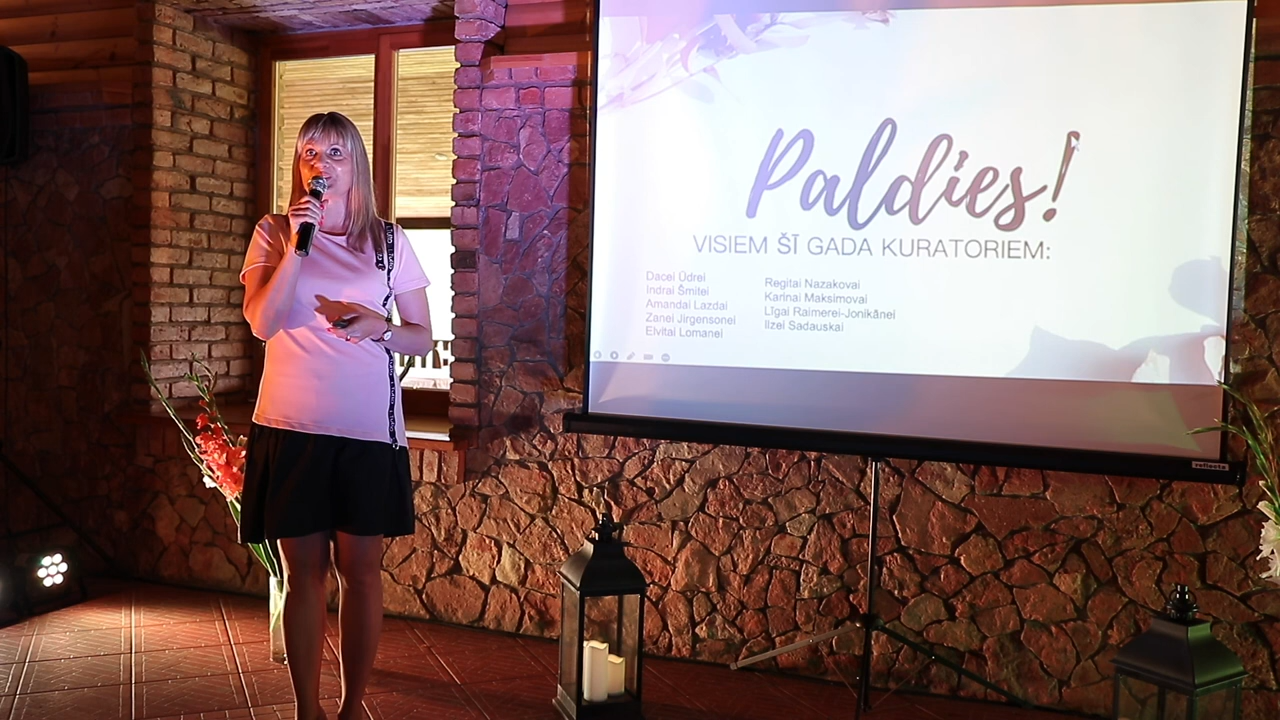 Paldies!
VISIEM ŠĪ GADA KURATORIEM:
Dacei Ūdrei
Indrai Šmitei
Amandai Lazdai
Zanei Jirgensonei
Elvitai Lomanei
Regitai Nazakovai
Karinai Maksimovai
Līgai Raimerei-Jonikānei
Ilzei Sadauskai
reflecta